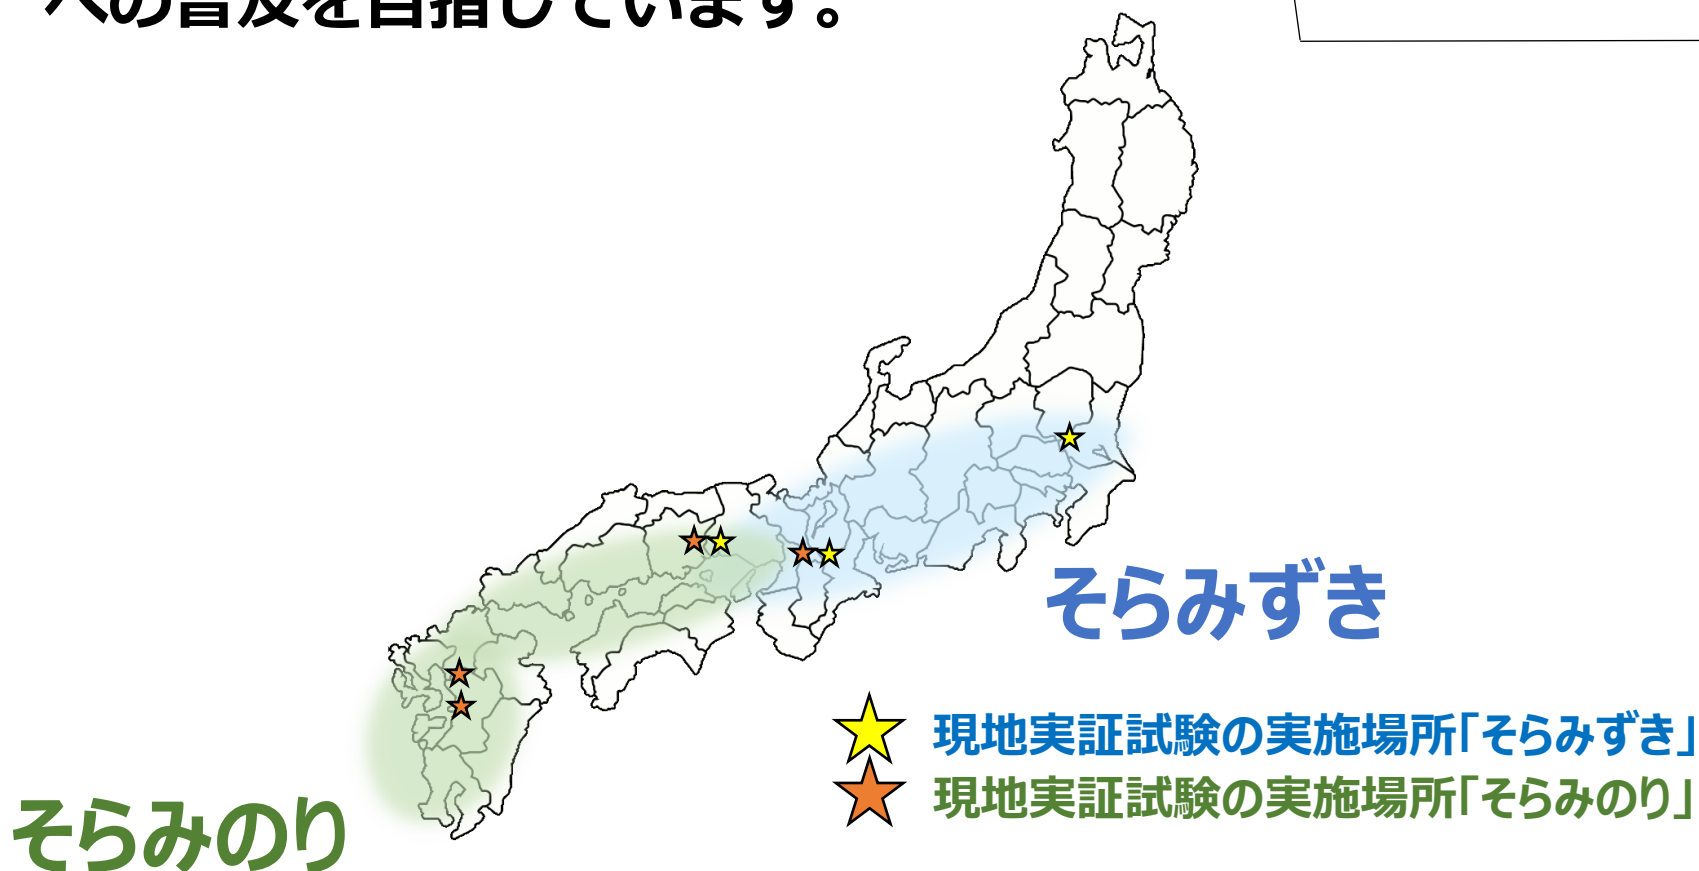 への普及を目指しています。
そらみずき
現地実証試験の実施場所「そらみずき」
現地実証試験の実施場所「そらみのり」
そらみのり